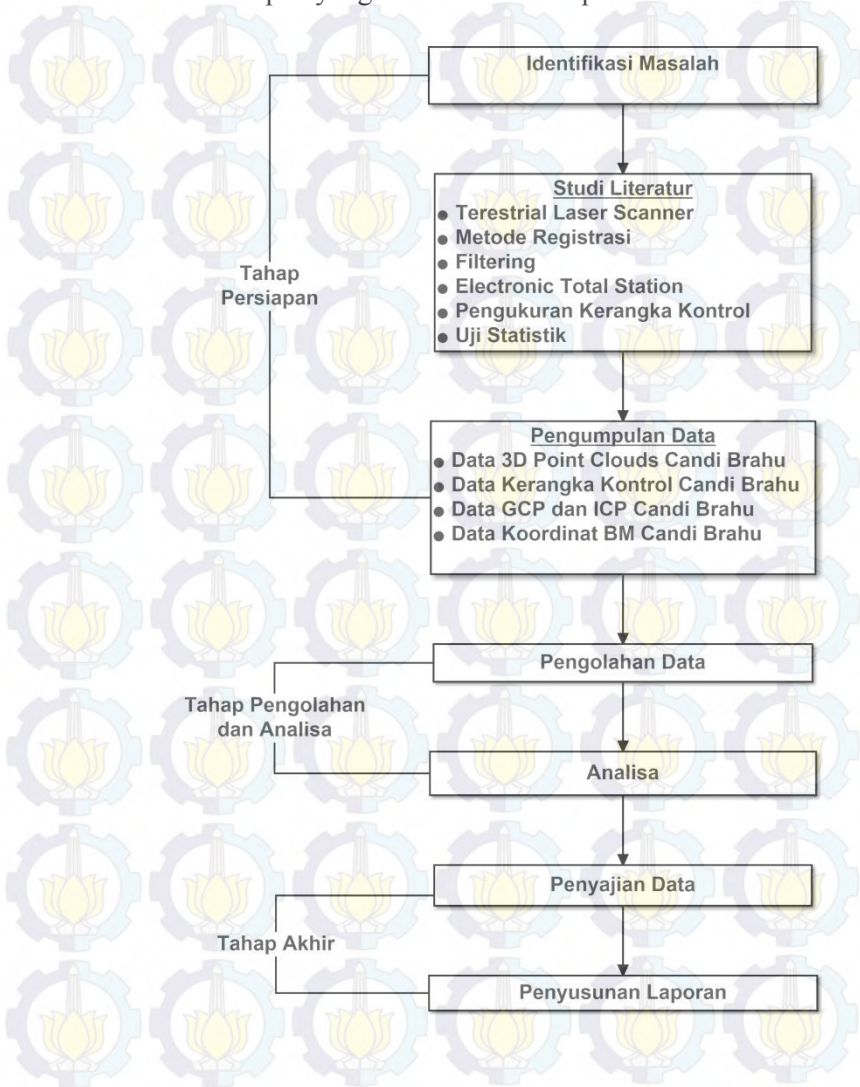 Identifikasi Masalah
Studi Literatur
● Terestrial Laser Scanner
● Metode Registrasi
● Filtering
● Electronic Total Station
● Pengukuran Kerangka Kontrol
● Uji Statistik
Tahap
Persiapan
Pengumpulan Data
● Data 3D Point Clouds Candi Brahu
● Data Kerangka Kontrol Candi Brahu
● Data GCP dan ICP Candi Brahu
● Data Koordinat BM Candi Brahu
Pengolahan Data
Tahap Pengolahan
dan Analisa
Analisa
Penyajian Data
Tahap Akhir
Penyusunan Laporan